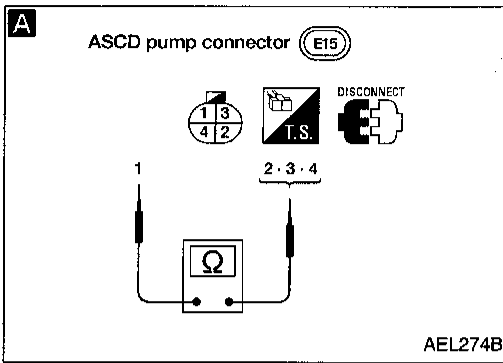 A
ASCD pump connector E15
DISCONNECT
1 3
4 2
T.S.
1 2·3·4
Ω
AEL274B